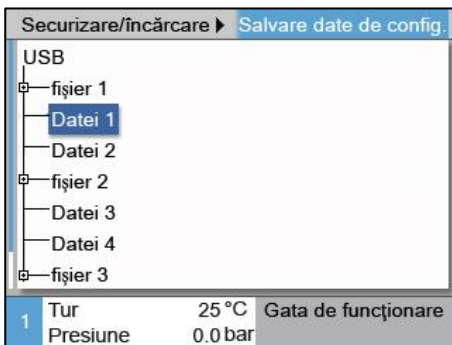 Securizare/încărcare ▶ Salvare date de config.
USB
fişier 1
Datei 1
Datei 2
fişier 2
Datei 3
Datei 4
fişier 3
1 Tur 25 °C Gata de funcţionare
Presiune 0.0 bar